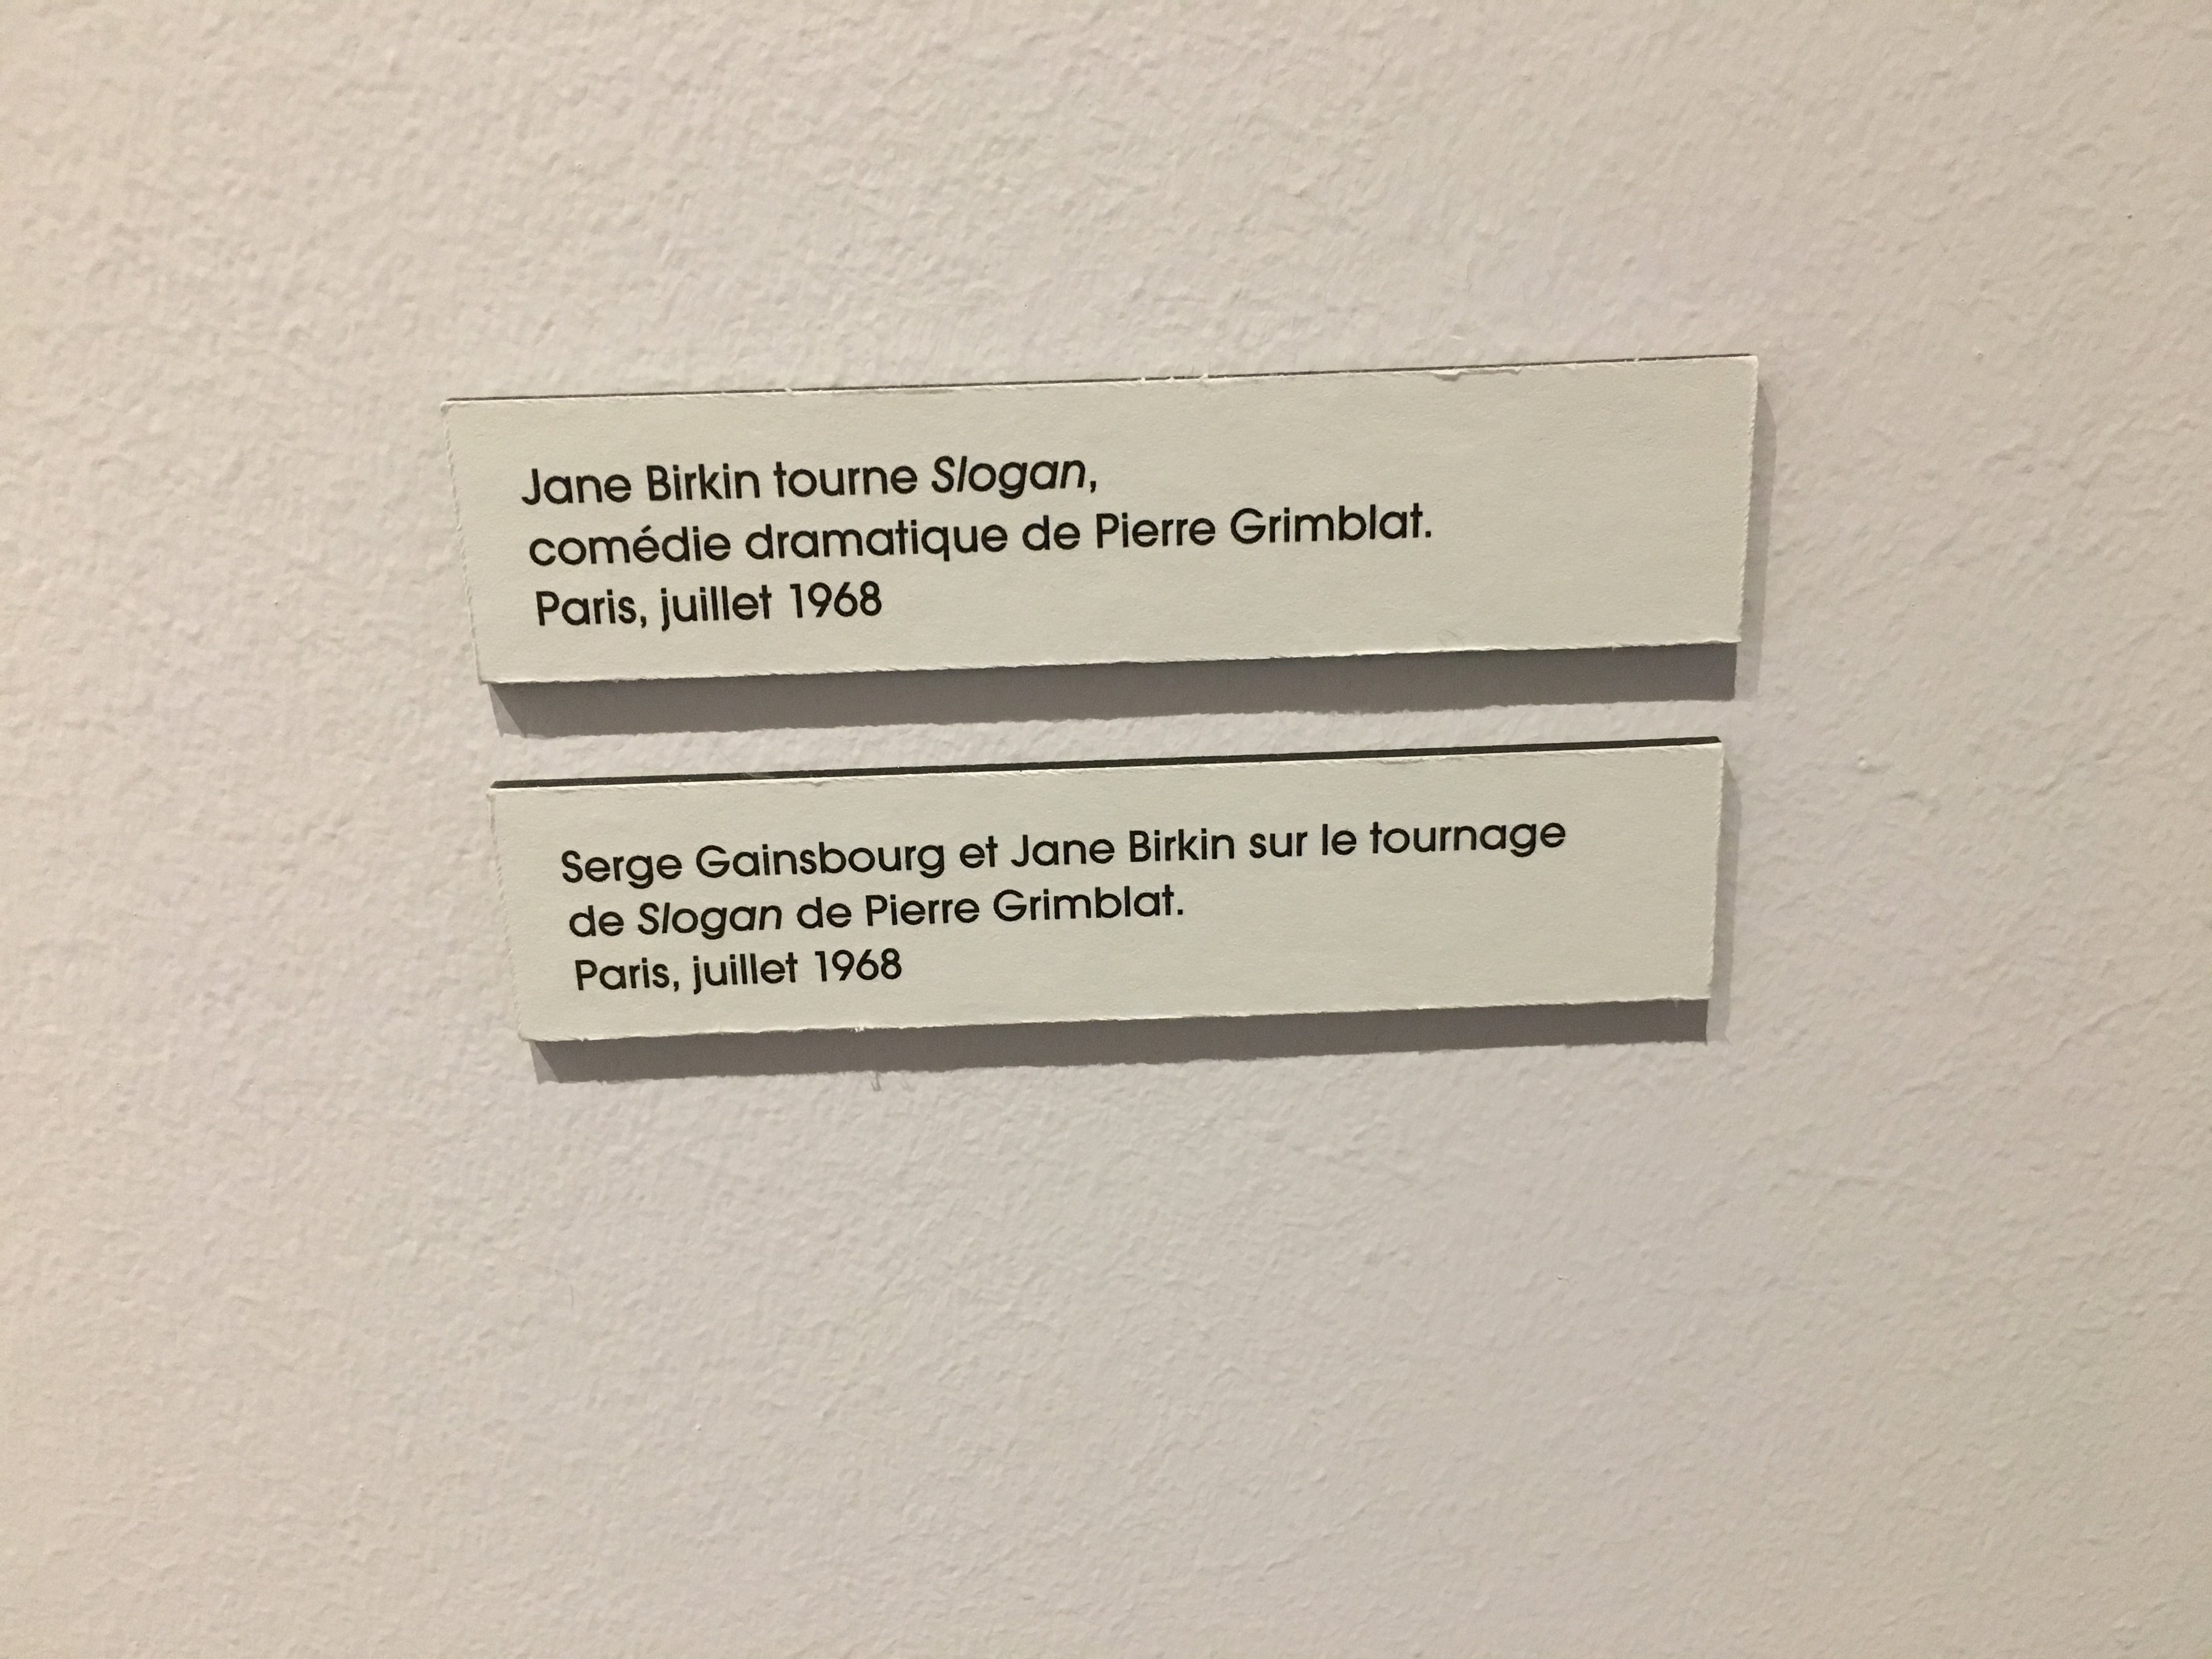 Jane Birkin tourne Slogan,
comédie dramatique de Pierre Grimblat.
Paris, juillet 1968
Serge Gainsbourg et Jane Birkin sur le tournage
de Slogan de Pierre Grimblat.
Paris, juillet 1968